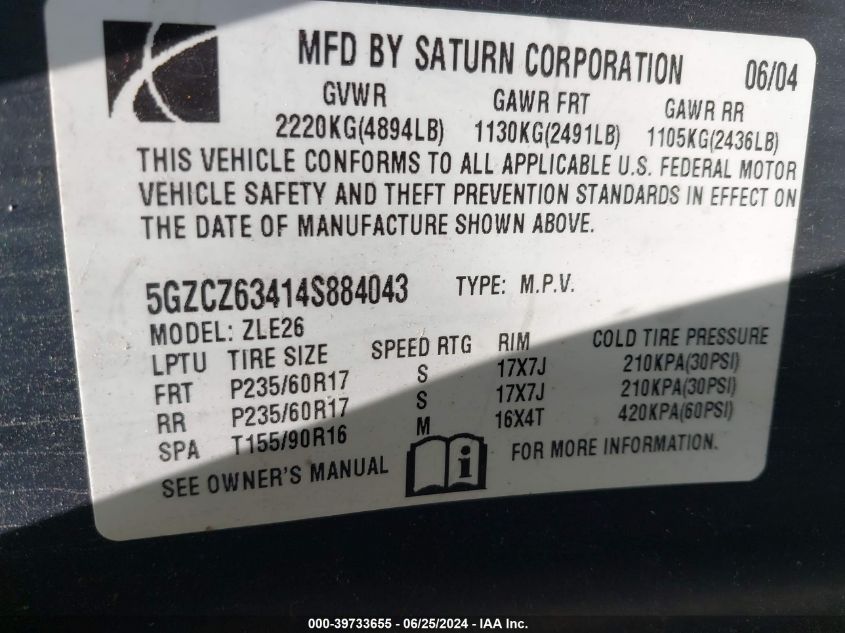 MFD BY SATURN CORPORATION 06/04
GVWR GAWR FRT GAWR RR
2220KG(4894LB) 1130KG(2491LB) 1105KG(2436LB)
THIS VEHICLE CONFORMS TO ALL APPLICABLE U.S. FEDERAL MOTOR
VEHICLE SAFETY AND THEFT PREVENTION STANDARDS IN EFFECT ON
THE DATE OF MANUFACTURE SHOWN ABOVE.
5GZCZ63414S884043 TYPE: M.P.V.
MODEL: ZLE26
LPTU TIRE SIZE SPEED RTG RIM COLD TIRE PRESSURE
FRT P235/60R17 S 17X7J 210KPA(30PSI)
RR P235/60R17 S 17X7J 210KPA(30PSI)
SPA T155/90R16 M 16X4T 420KPA(60PSI)
SEE OWNER'S MANUAL i FOR MORE INFORMATION.
000-39733655 - 06/25/2024 - IAA Inc.